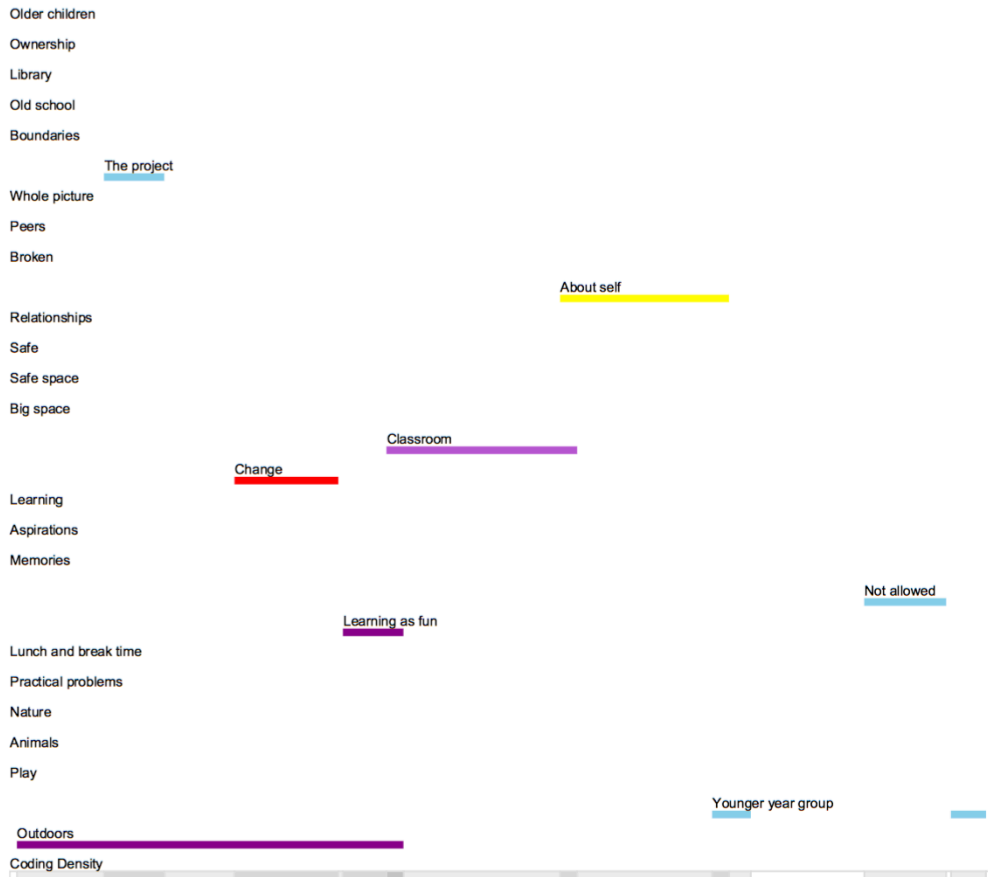 Older children
Ownership
Library
Old school
Boundaries
The project
Whole picture
Peers
Broken
About self
Relationships
Safe
Safe space
Big space
Classroom
Change
Learning
Aspirations
Memories
Not allowed
Learning as fun
Lunch and break time
Practical problems
Nature
Animals
Play
Younger year group
Outdoors
Coding Density